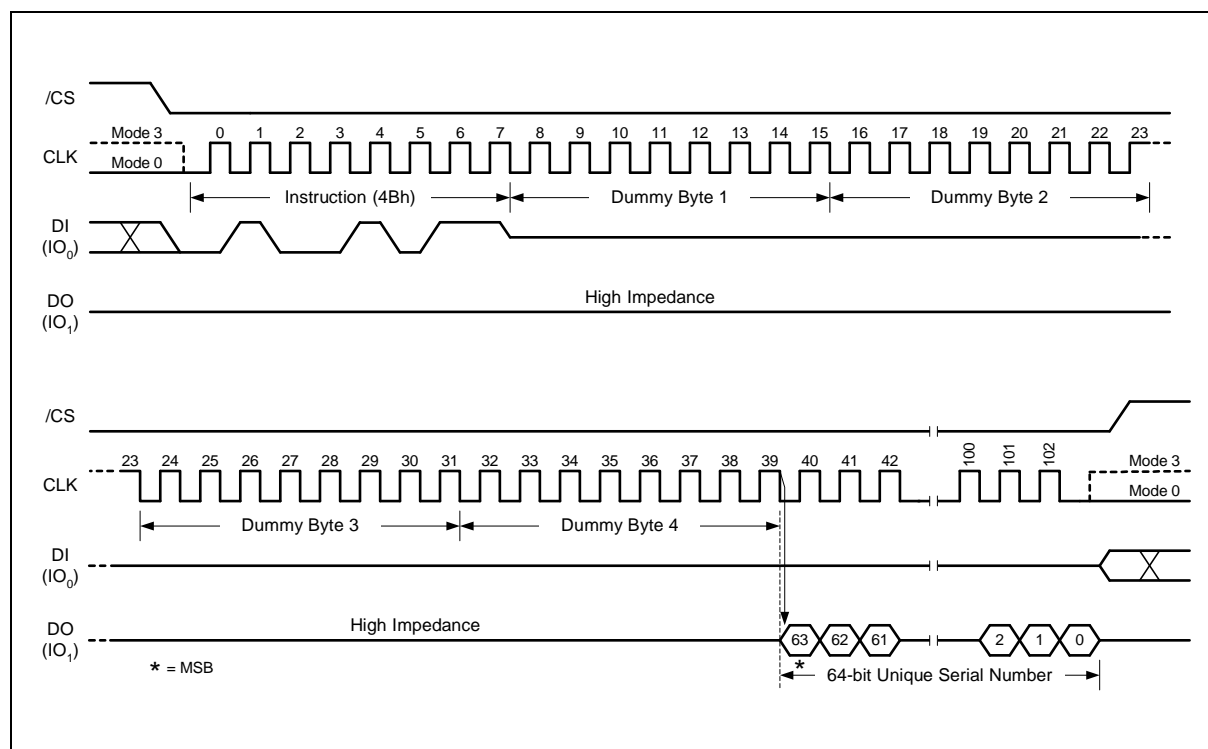 /CS
Mode 3
0 1 2 3 4 5 6 7 8 9 10 11 12 13 14 15 16 17 18 19 20 21 22 23
CLK
Mode 0
Instruction (4Bh) Dummy Byte 1 Dummy Byte 2
DI
(IO0)
High Impedance
DO
(IO1)
/CS
23 24 25 26 27 28 29 30 31 32 33 34 35 36 37 38 39 40 41 42 100 101 102
Mode 3
CLK
Mode 0
Dummy Byte 3 Dummy Byte 4
DI
(IO0)
High Impedance
DO
(IO1)
63 62 61 2 1 0
* = MSB
*
64-bit Unique Serial Number